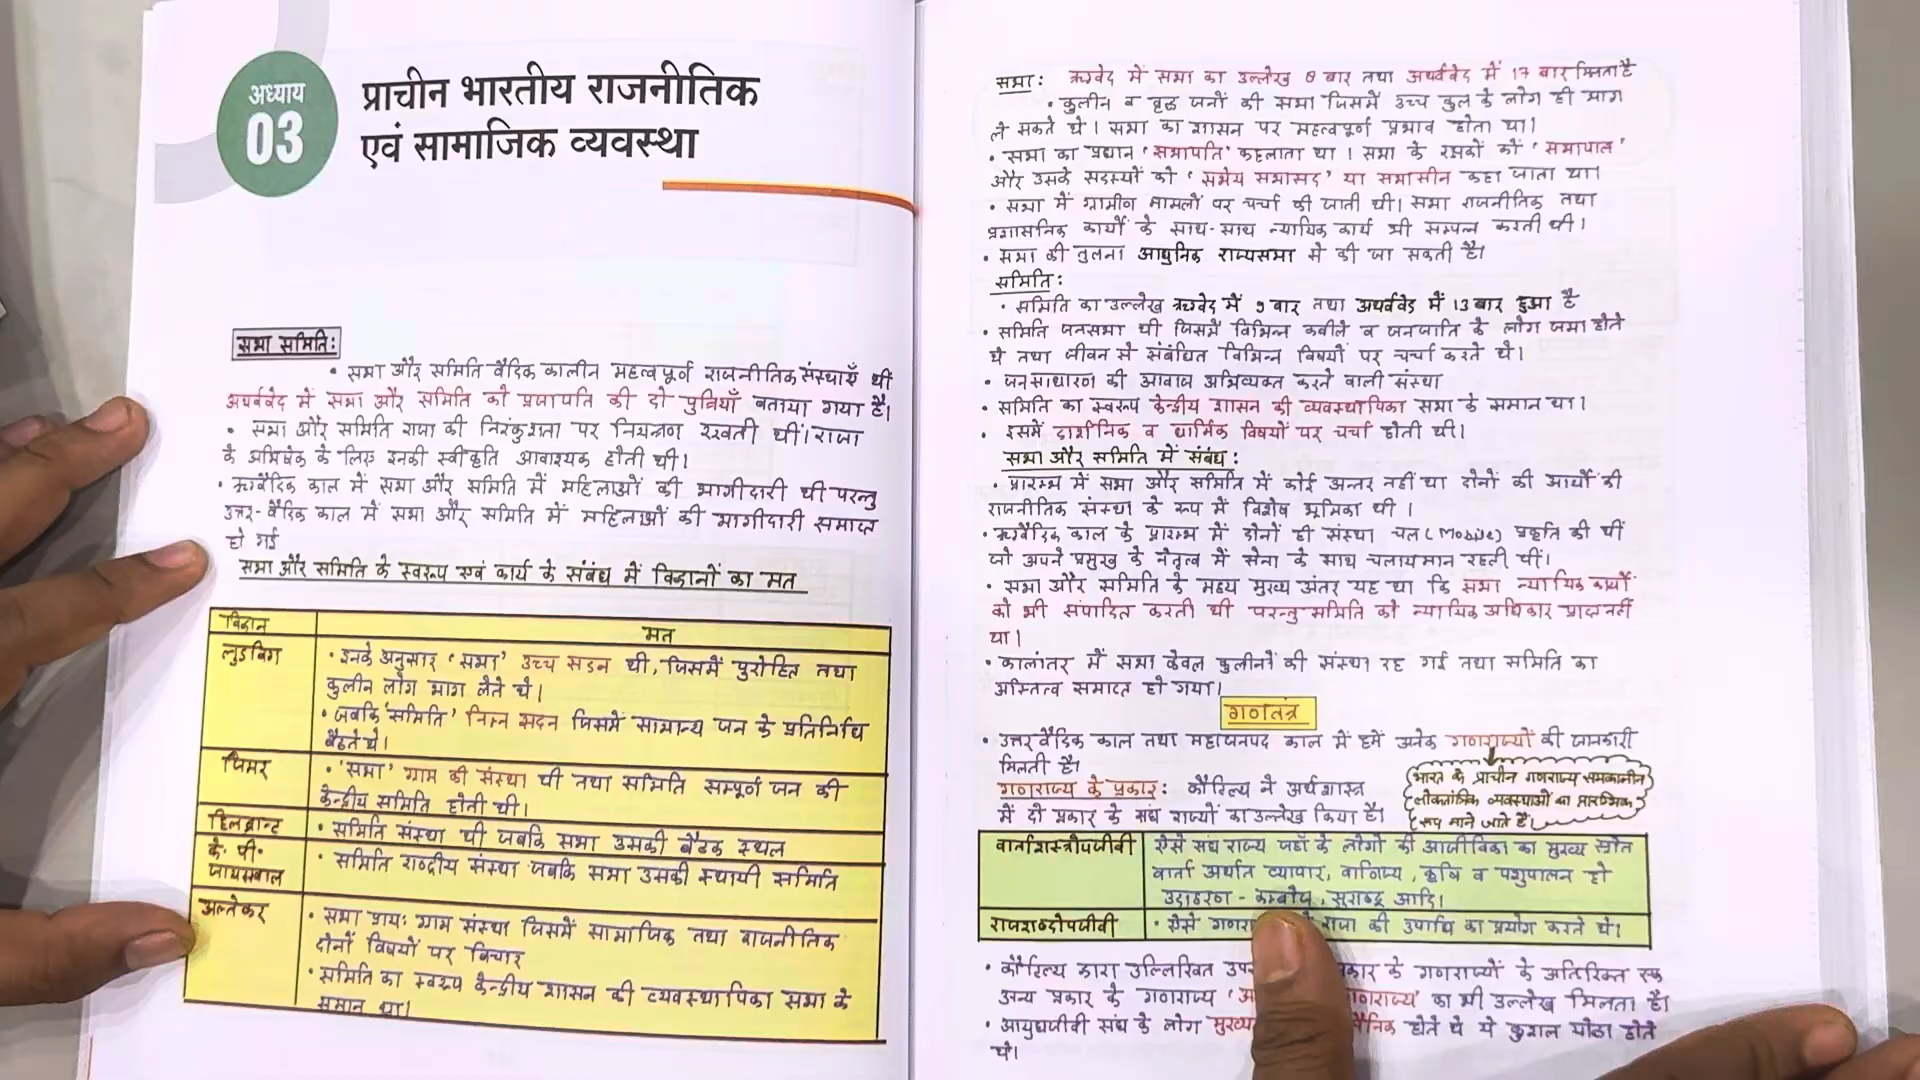 अध्याय
03
प्राचीन भारतीय राजनीतिक
एवं सामाजिक व्यवस्था
सभा समिति:
• सभा और समिति वैदिक कालीन महत्वपूर्ण राजनीतिक संस्थाएँ थीं
अथर्ववेद में सभा और समिति को प्रजापति की दो पुत्रियाँ बताया गया है।
• सभा और समिति राजा की निरंकुशता पर नियन्त्रण रखती थीं। राजा
के अभिषेक के लिए इनकी स्वीकृति आवश्यक होती थी।
• ऋग्वैदिक काल में सभा और समिति में महिलाओं की भागीदारी थी परन्तु
उत्तर-वैदिक काल में सभा और समिति में महिलाओं की भागीदारी समाप्त
हो गई
सभा और समिति के स्वरूप एवं कार्य के संबंध में विद्वानों का मत
विद्वान मत
लुडविग • इनके अनुसार 'सभा' उच्च सदन थी, जिसमें पुरोहित तथा
कुलीन लोग भाग लेते थे।
• जबकि 'समिति' निम्न सदन जिसमें सामान्य जन के प्रतिनिधि
बैठते थे।
जिमर • 'सभा' ग्राम की संस्था थी तथा समिति सम्पूर्ण जन की
केन्द्रीय समिति होती थी।
हिलब्रान्ट • समिति संस्था थी जबकि सभा उसकी बैठक स्थल
के. पी. जायसवाल • समिति राष्ट्रीय संस्था जबकि सभा उसकी स्थायी समिति
अल्तेकर • सभा प्रायः ग्राम संस्था जिसमें सामाजिक तथा राजनीतिक
दोनों विषयों पर विचार
• समिति का स्वरूप केन्द्रीय शासन की व्यवस्थापिका सभा के
समान था।
सभा: ऋग्वेद में सभा का उल्लेख 8 बार तथा अथर्ववेद में 17 बार मिलता है
• कुलीन व वृद्ध जनों की सभा जिसमें उच्च कुल के लोग ही भाग
ले सकते थे। सभा का शासन पर महत्वपूर्ण प्रभाव होता था।
• सभा का प्रधान 'सभापति' कहलाता था। सभा के रक्षकों को 'सभापाल'
और उसके सदस्यों को 'सभेय सभासद' या सभासीन कहा जाता था।
• सभा में ग्रामीण मामलों पर चर्चा की जाती थी। सभा राजनीतिक तथा
प्रशासनिक कार्यों के साथ-साथ न्यायिक कार्य भी सम्पन्न करती थी।
• सभा की तुलना आधुनिक राज्यसभा से की जा सकती है।
समिति:
• समिति का उल्लेख ऋग्वेद में 9 बार तथा अथर्ववेद में 13 बार हुआ है
• समिति जनसभा थी जिसमें विभिन्न कबीले व जनजाति के लोग जमा होते
थे तथा जीवन से संबंधित विभिन्न विषयों पर चर्चा करते थे।
• जनसाधारण की आवाज अभिव्यक्त करने वाली संस्था
• समिति का स्वरूप केन्द्रीय शासन की व्यवस्थापिका सभा के समान था।
• इसमें दार्शनिक व धार्मिक विषयों पर चर्चा होती थी।
सभा और समिति में संबंध:
• प्रारम्भ में सभा और समिति में कोई अन्तर नहीं था दोनों की आर्यों की
राजनीतिक संस्था के रूप में विशेष भूमिका थी।
• ऋग्वैदिक काल के प्रारम्भ में दोनों ही संस्था चल (Mobile) प्रकृति की थीं
जो अपने प्रमुख के नेतृत्व में सेना के साथ चलायमान रहती थीं।
• सभा और समिति के मध्य मुख्य अंतर यह था कि सभा न्यायिक कार्यों
को भी संपादित करती थी परन्तु समिति को न्यायिक अधिकार प्राप्त नहीं
था।
• कालांतर में सभा केवल कुलीनों की संस्था रह गई तथा समिति का
अस्तित्व समाप्त हो गया।
गणतंत्र
• उत्तर वैदिक काल तथा महाजनपद काल में हमें अनेक गणराज्यों की जानकारी
मिलती है।
भारत के प्राचीन गणराज्य समकालीन
लोकतांत्रिक व्यवस्थाओं का प्रारम्भिक
रूप माने जाते हैं।
गणराज्य के प्रकार: कौटिल्य ने अर्थशास्त्र
में दो प्रकार के संघ राज्यों का उल्लेख किया है।
वार्ताशस्त्रोपजीवी ऐसे संघ राज्य जहाँ के लोगों की आजीविका का मुख्य स्रोत
वार्ता अर्थात व्यापार, वाणिज्य, कृषि व पशुपालन हो
उदाहरण - कम्बोज, सुराष्ट्र आदि।
राजशब्दोपजीवी • ऐसे राजा की उपाधि का प्रयोग करते थे।
• कौटिल्य द्वारा उल्लिखित के गणराज्यों के अतिरिक्त एक
अन्य प्रकार के गणराज्य गणराज्य' का भी उल्लेख मिलता है।
• आयुधजीवी संघ के लोग होते थे ये कुशल योद्धा होते
थे।